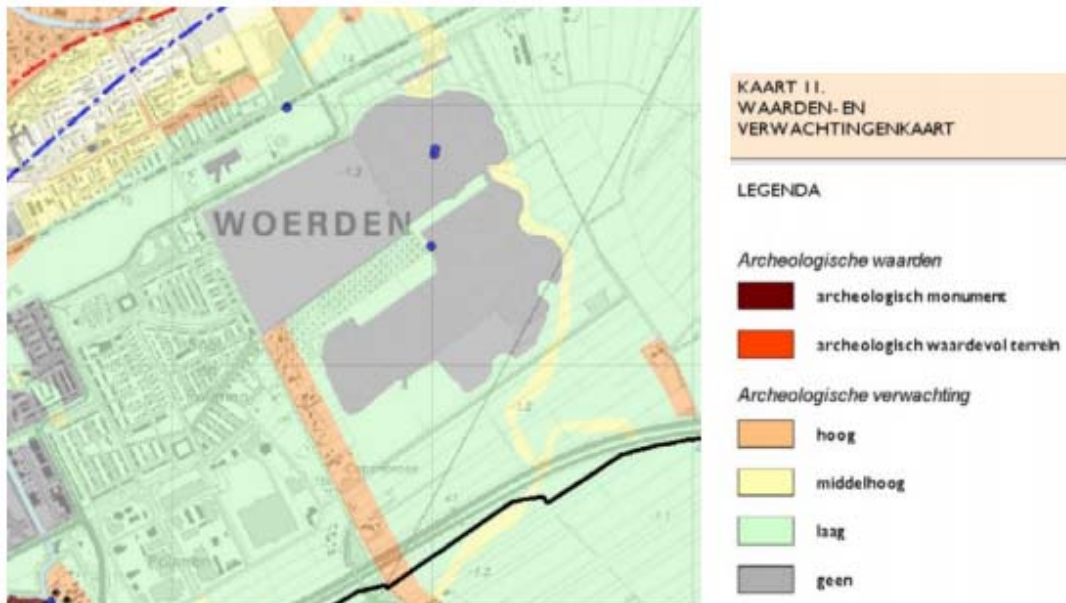 WOERDEN
KAART 11.
WAARDEN- EN
VERWACHTINGENKAART
LEGENDA
Archeologische waarden
archeologisch monument
archeologisch waardevol terrein
Archeologische verwachting
hoog
middelhoog
laag
geen